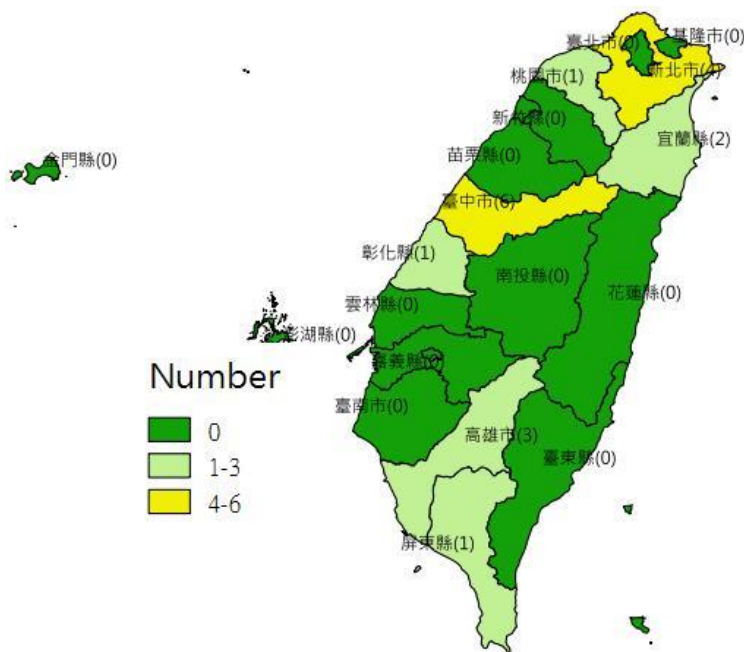 基隆市(0)
臺北市(0)
新北市(4)
桃園市(1)
新竹縣(0)
宜蘭縣(2)
苗栗縣(0)
金門縣(0)
臺中市(6)
彰化縣(1)
南投縣(0)
花蓮縣(0)
雲林縣(0)
澎湖縣(0)
嘉義縣(0)
Number
臺南市(0)
0
高雄市(3)
1-3
臺東縣(0)
4-6
屏東縣(1)